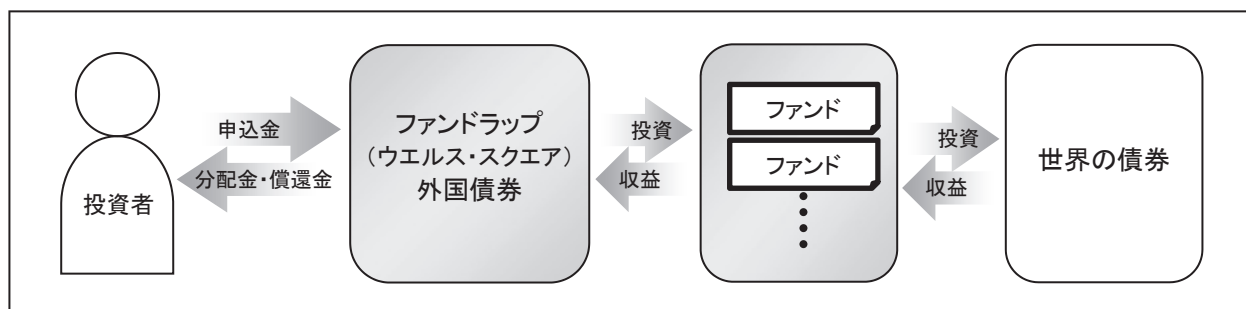 投資者
申込金
分配金・償還金
ファンドラップ
(ウエルス・スクエア)
外国債券
投資
収益
ファンド
ファンド
投資
収益
世界の債券